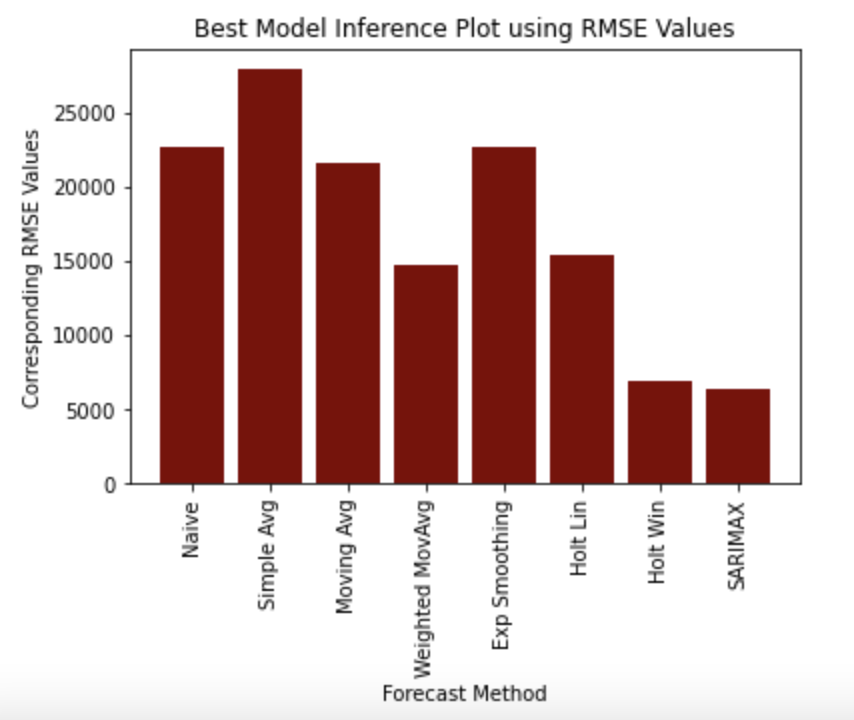 Best Model Inference Plot using RMSE Values
Corresponding RMSE Values
25000
20000
15000
10000
5000
0
Naive
Simple Avg
Moving Avg
Weighted MovAvg
Exp Smoothing
Holt Lin
Holt Win
SARIMAX
Forecast Method